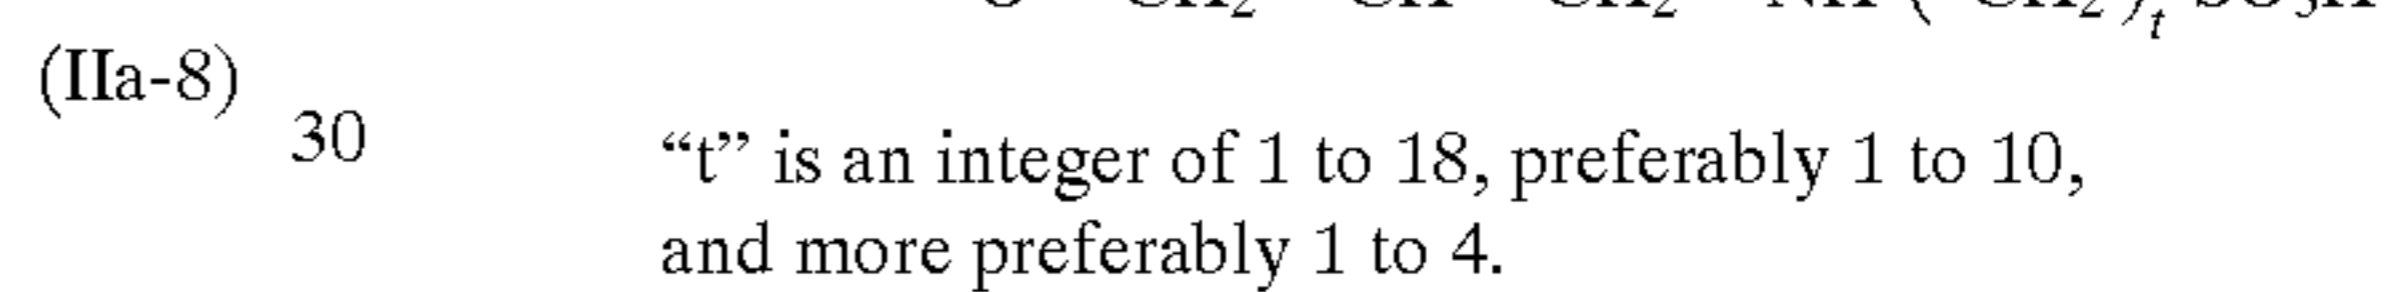 (IIa-8)
30
“t” is an integer of 1 to 18, preferably 1 to 10,
and more preferably 1 to 4.